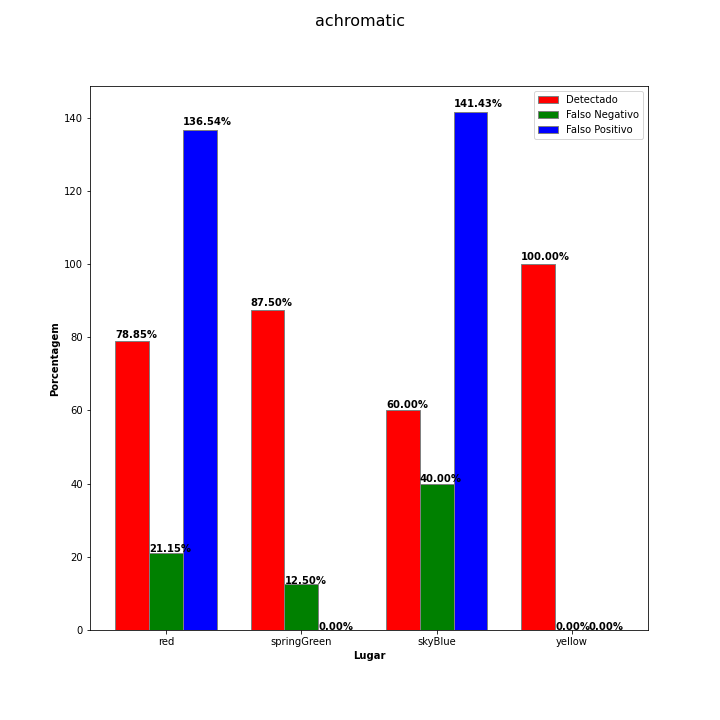 achromatic
Detectado
Falso Negativo
Falso Positivo
Porcentagem
140
120
100
80
60
40
20
0
136.54%
141.43%
100.00%
87.50%
78.85%
60.00%
40.00%
21.15%
12.50%
0.00%
0.00%
0.00%
red
springGreen
skyBlue
yellow
Lugar